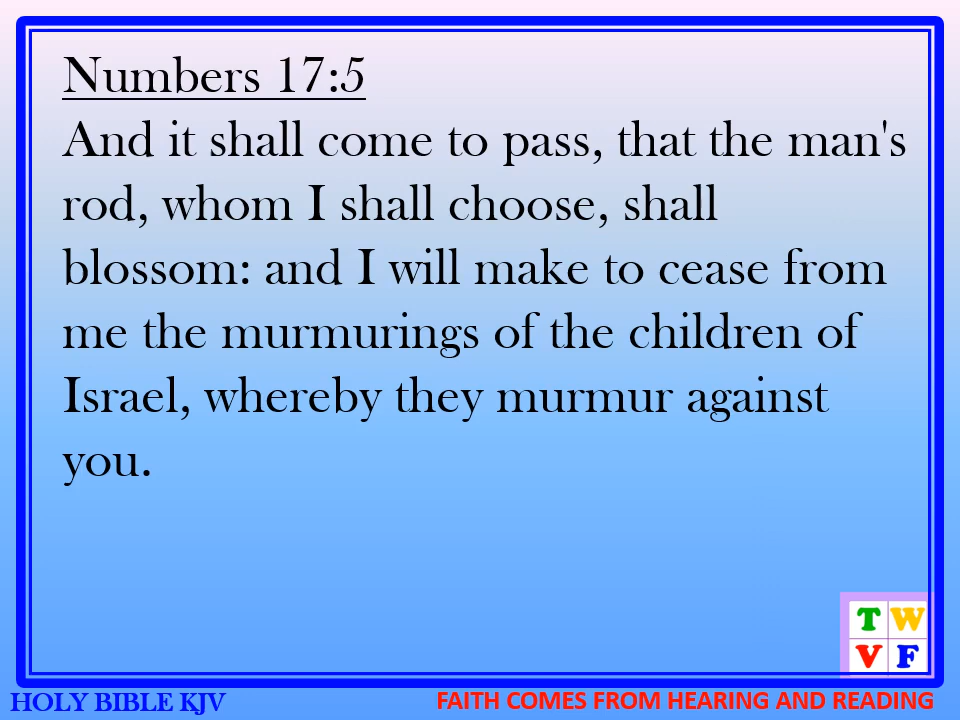 Numbers 17:5
And it shall come to pass, that the man's
rod, whom I shall choose, shall
blossom: and I will make to cease from
me the murmurings of the children of
Israel, whereby they murmur against
you.
T W
V F
HOLY BIBLE KJV
FAITH COMES FROM HEARING AND READING